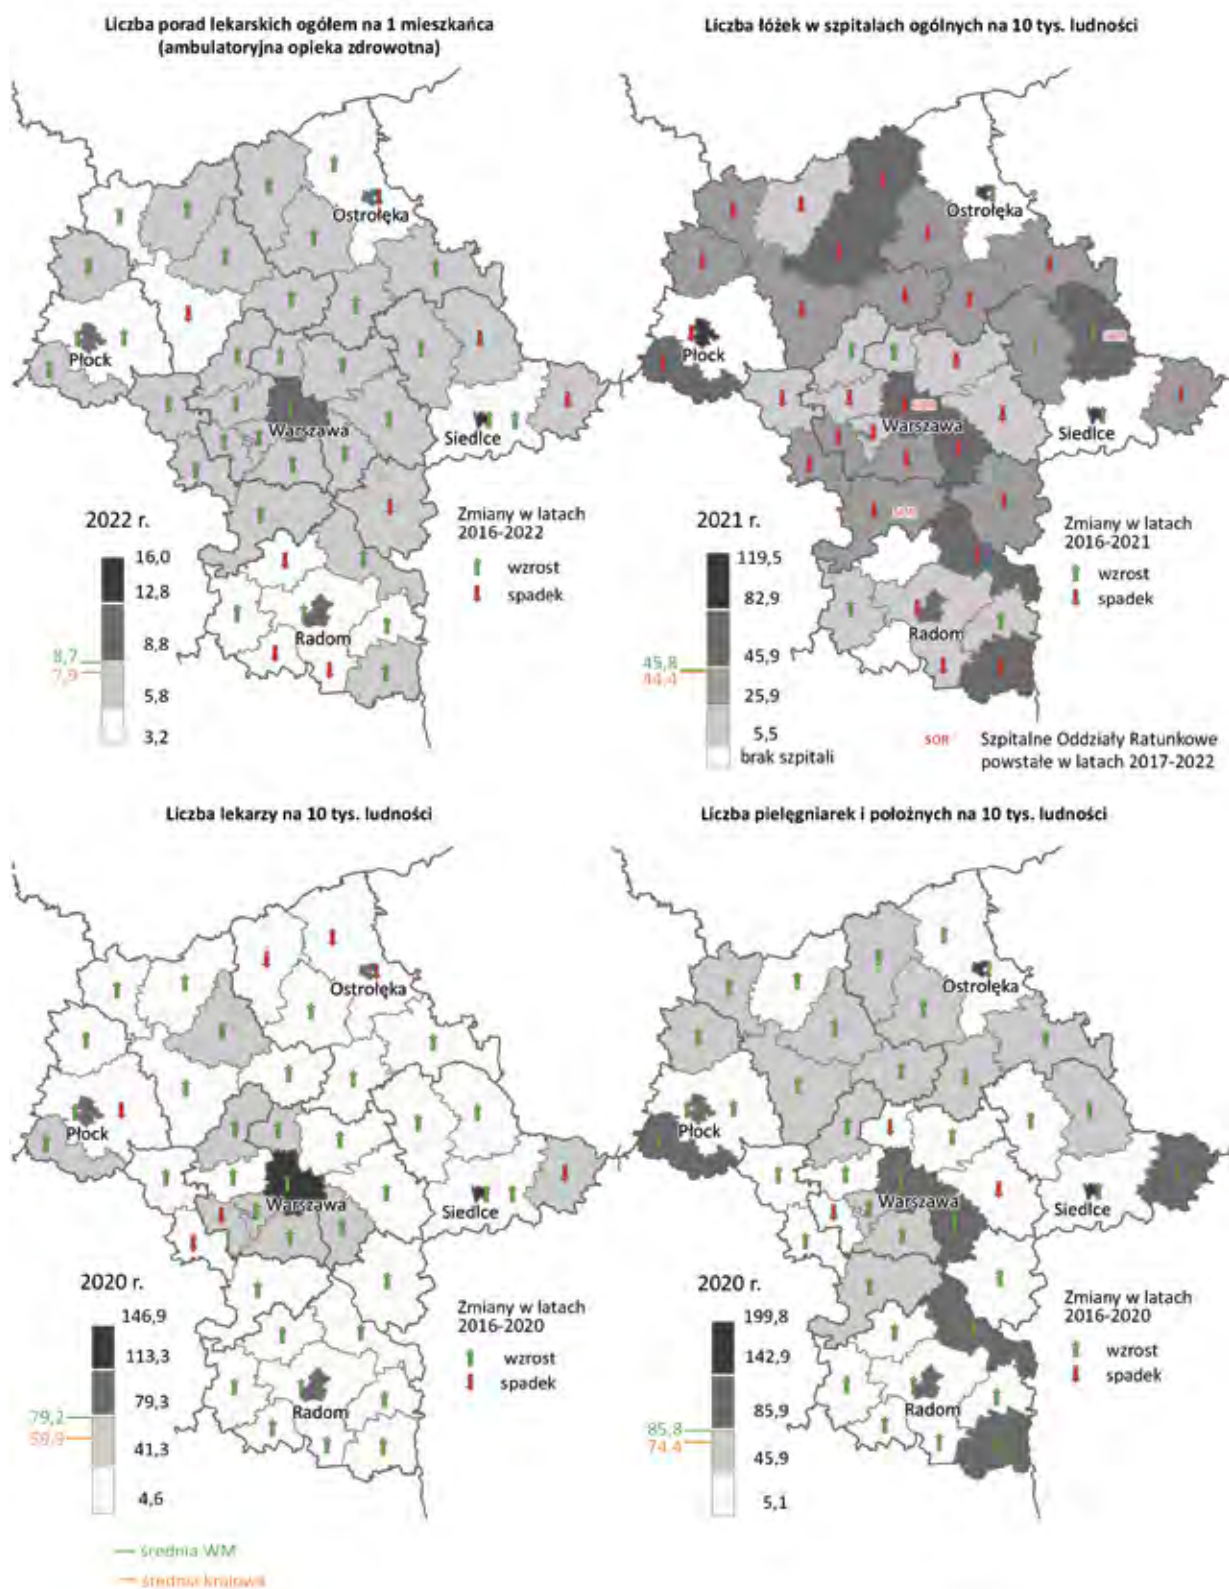 Liczba porad lekarskich ogółem na 1 mieszkańca
(ambulatoryjna opieka zdrowotna)
Ostrołęka
Płock
Warszawa
Siedlce
Radom
2022 r.
16,0
12,8
8,8
8,7
7,9
5,8
3,2
Zmiany w latach
2016-2022
wzrost
spadek
Liczba łóżek w szpitalach ogólnych na 10 tys. ludności
Ostrołęka
Płock
SOR
SOR
Warszawa
Siedlce
SOR
Radom
2021 r.
119,5
82,9
45,9
45,8
44,4
25,9
5,5
brak szpitali
Zmiany w latach
2016-2021
wzrost
spadek
SOR Szpitalne Oddziały Ratunkowe
powstałe w latach 2017-2022
Liczba lekarzy na 10 tys. ludności
Ostrołęka
Płock
Warszawa
Siedlce
Radom
2020 r.
146,9
113,3
79,3
79,2
59,9
41,3
4,6
Zmiany w latach
2016-2020
wzrost
spadek
Liczba pielęgniarek i położnych na 10 tys. ludności
Ostrołęka
Płock
Warszawa
Siedlce
Radom
2020 r.
199,8
142,9
85,9
85,8
74,4
45,9
5,1
Zmiany w latach
2016-2020
wzrost
spadek
średnia WM
średnia krajowa